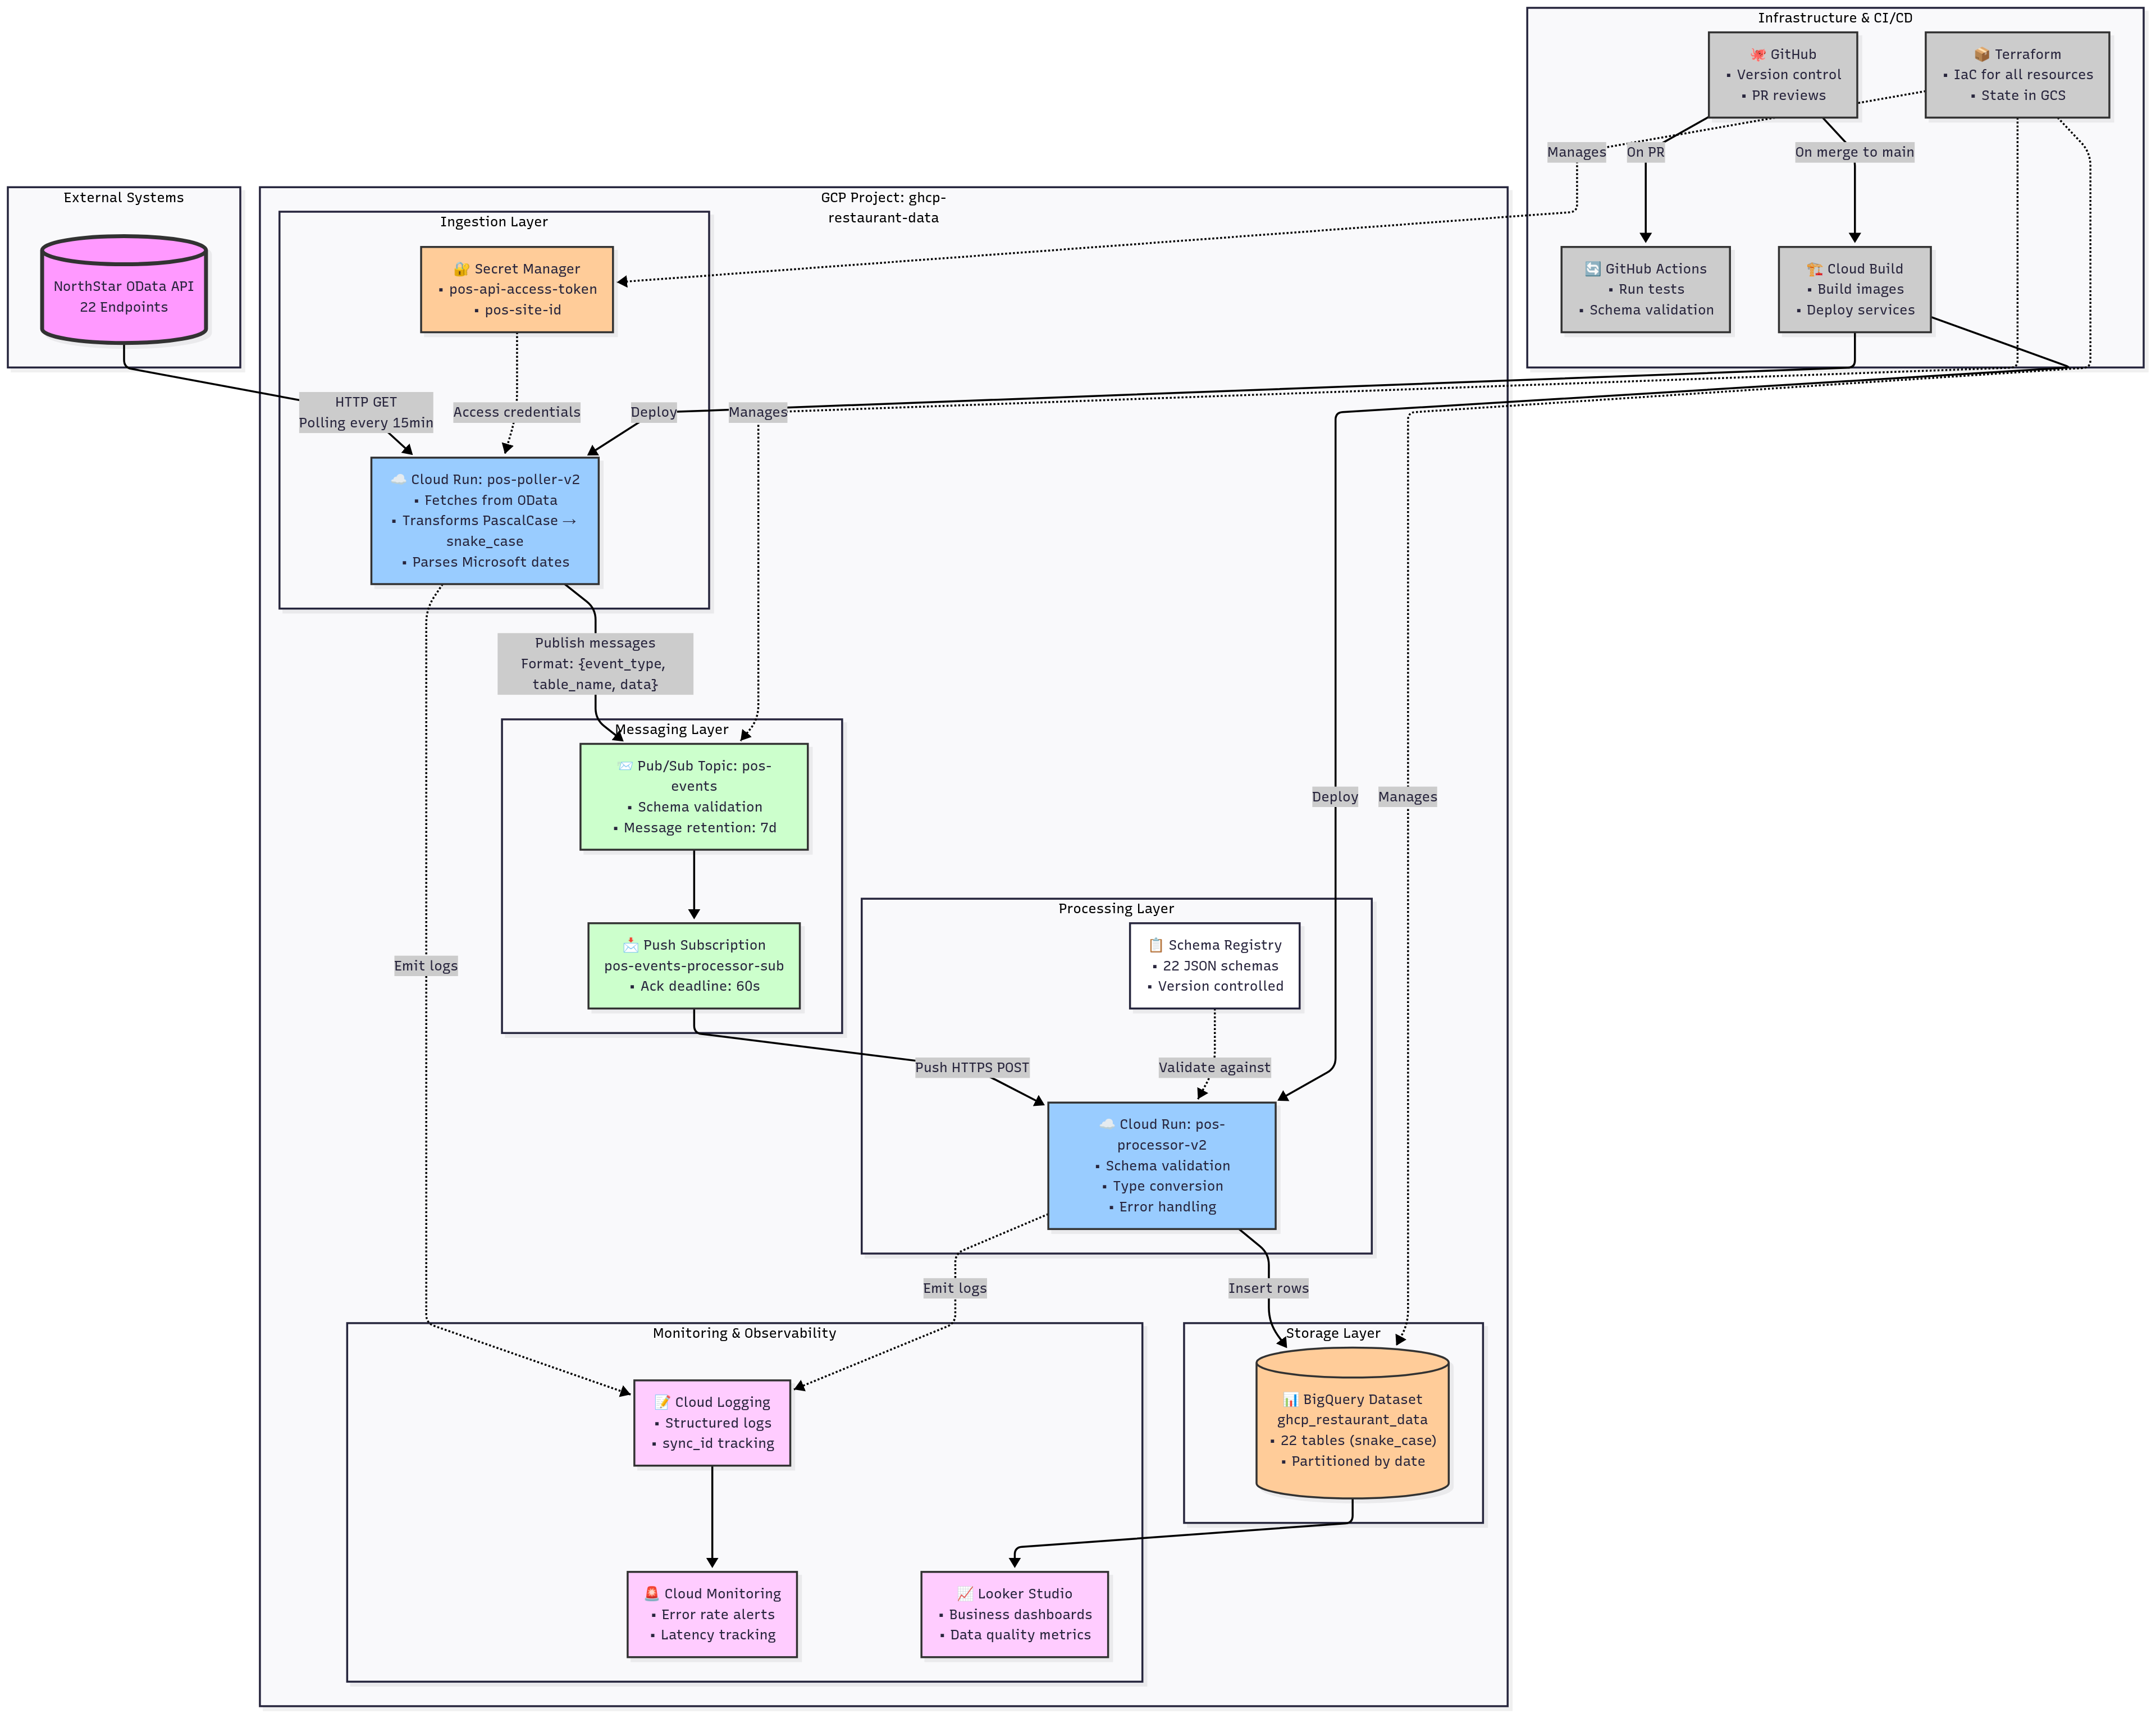 Infrastructure & CI/CD
🐙 GitHub
▪ Version control
▪ PR reviews
📦 Terraform
▪ IaC for all resources
▪ State in GCS
Manages
On PR
On merge to main
🔄 GitHub Actions
▪ Run tests
▪ Schema validation
🏗️ Cloud Build
▪ Build images
▪ Deploy services
External Systems
NorthStar OData API
22 Endpoints
GCP Project: ghcp-
restaurant-data
Ingestion Layer
🔐 Secret Manager
▪ pos-api-access-token
▪ pos-site-id
HTTP GET
Polling every 15min
Access credentials
Deploy
Manages
☁️ Cloud Run: pos-poller-v2
▪ Fetches from OData
▪ Transforms PascalCase →
snake_case
▪ Parses Microsoft dates
Publish messages
Format: {event_type,
table_name, data}
Messaging Layer
📨 Pub/Sub Topic: pos-
events
▪ Schema validation
▪ Message retention: 7d
Deploy
Manages
📩 Push Subscription
pos-events-processor-sub
▪ Ack deadline: 60s
Processing Layer
📋 Schema Registry
▪ 22 JSON schemas
▪ Version controlled
Emit logs
Push HTTPS POST
Validate against
☁️ Cloud Run: pos-
processor-v2
▪ Schema validation
▪ Type conversion
▪ Error handling
Emit logs
Insert rows
Monitoring & Observability
📝 Cloud Logging
▪ Structured logs
▪ sync_id tracking
Storage Layer
📊 BigQuery Dataset
ghcp_restaurant_data
▪ 22 tables (snake_case)
▪ Partitioned by date
🚨 Cloud Monitoring
▪ Error rate alerts
▪ Latency tracking
📈 Looker Studio
▪ Business dashboards
▪ Data quality metrics